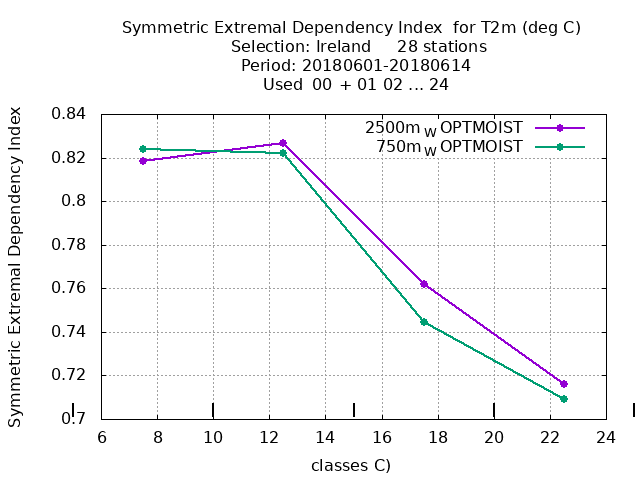 Symmetric Extremal Dependency Index for T2m (deg C)
Selection: Ireland 28 stations
Period: 20180601-20180614
Used 00 + 01 02 ... 24
Symmetric Extremal Dependency Index
0.84
0.82
0.8
0.78
0.76
0.74
0.72
0.7
2500m W OPTMOIST
750m W OPTMOIST
6 8 10 12 14 16 18 20 22 24
classes C)